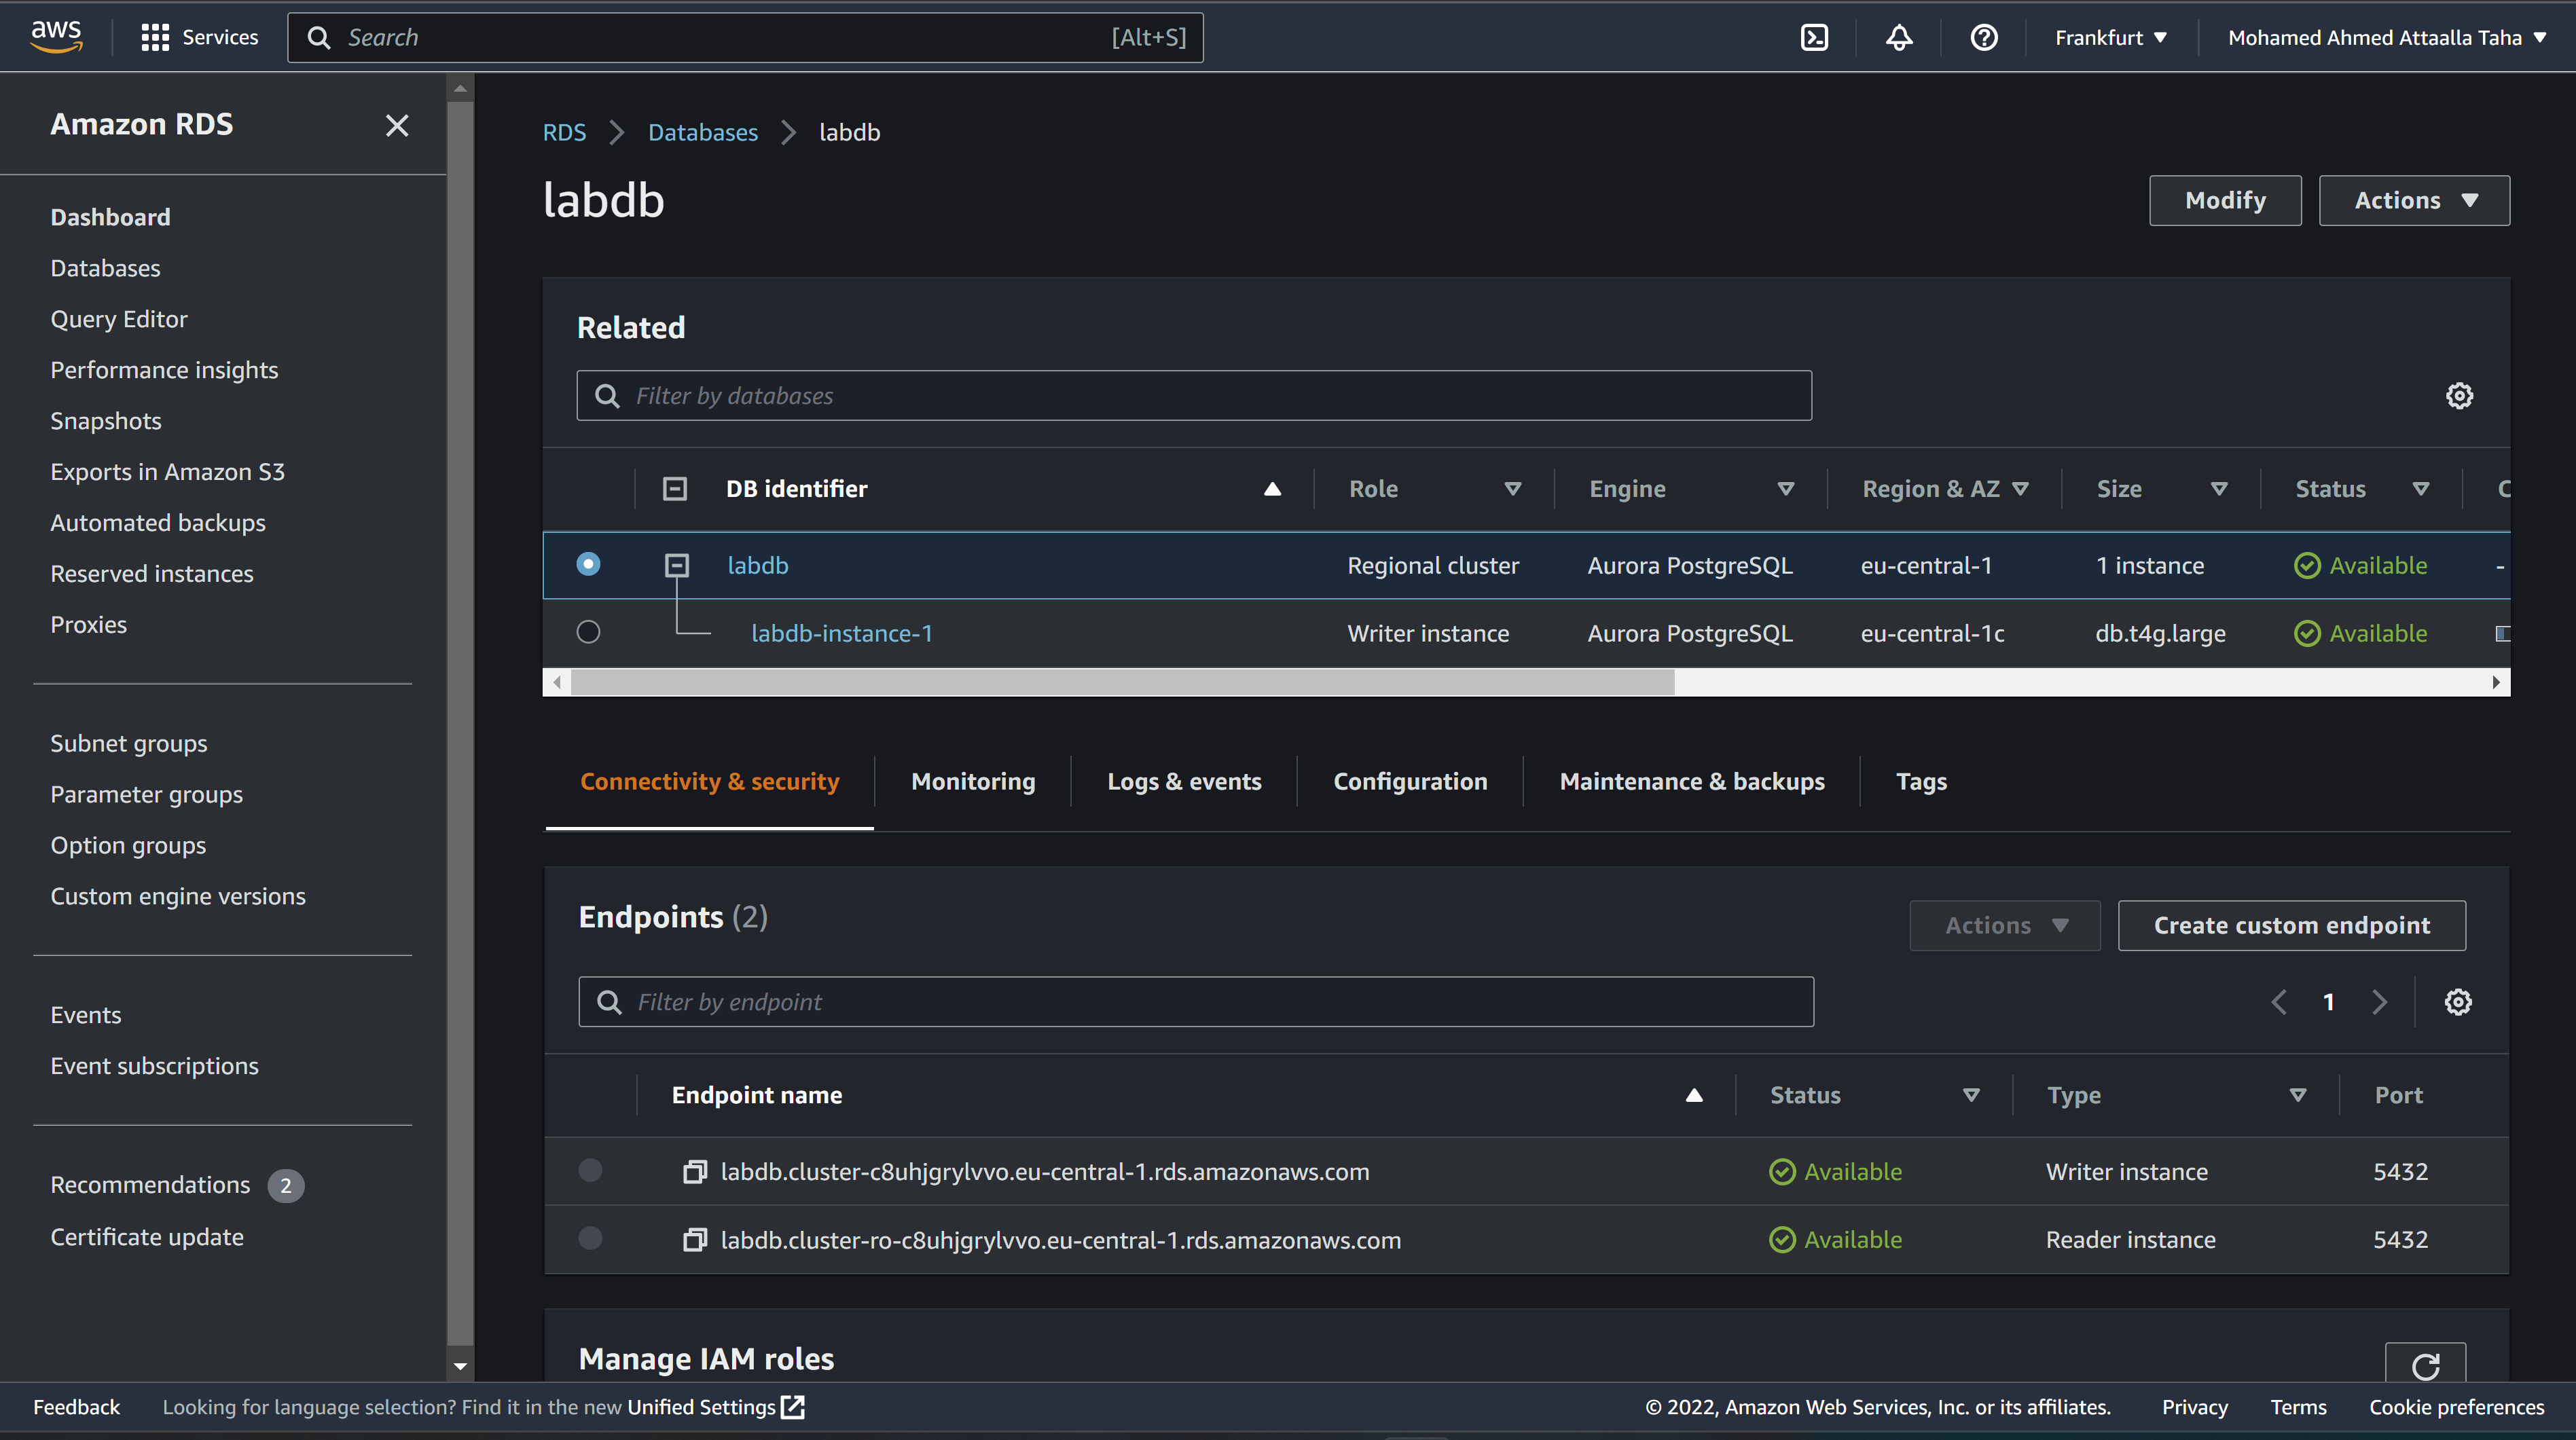 aws
Services
Search
[Alt+S]
Frankfurt
Mohamed Ahmed Attaalla Taha
Amazon RDS
Dashboard
Databases
Query Editor
Performance insights
Snapshots
Exports in Amazon S3
Automated backups
Reserved instances
Proxies
Subnet groups
Parameter groups
Option groups
Custom engine versions
Events
Event subscriptions
Recommendations 2
Certificate update
RDS Databases labdb
labdb
Modify
Actions
Related
Filter by databases
DB identifier Role Engine Region & AZ Size Status
labdb Regional cluster Aurora PostgreSQL eu-central-1 1 instance Available -
labdb-instance-1 Writer instance Aurora PostgreSQL eu-central-1c db.t4g.large Available
Connectivity & security Monitoring Logs & events Configuration Maintenance & backups Tags
Endpoints (2)
Actions
Create custom endpoint
Filter by endpoint
1
Endpoint name Status Type Port
labdb.cluster-c8uhjgrylvvo.eu-central-1.rds.amazonaws.com Available Writer instance 5432
labdb.cluster-ro-c8uhjgrylvvo.eu-central-1.rds.amazonaws.com Available Reader instance 5432
Manage IAM roles
Feedback Looking for language selection? Find it in the new Unified Settings © 2022, Amazon Web Services, Inc. or its affiliates. Privacy Terms Cookie preferences